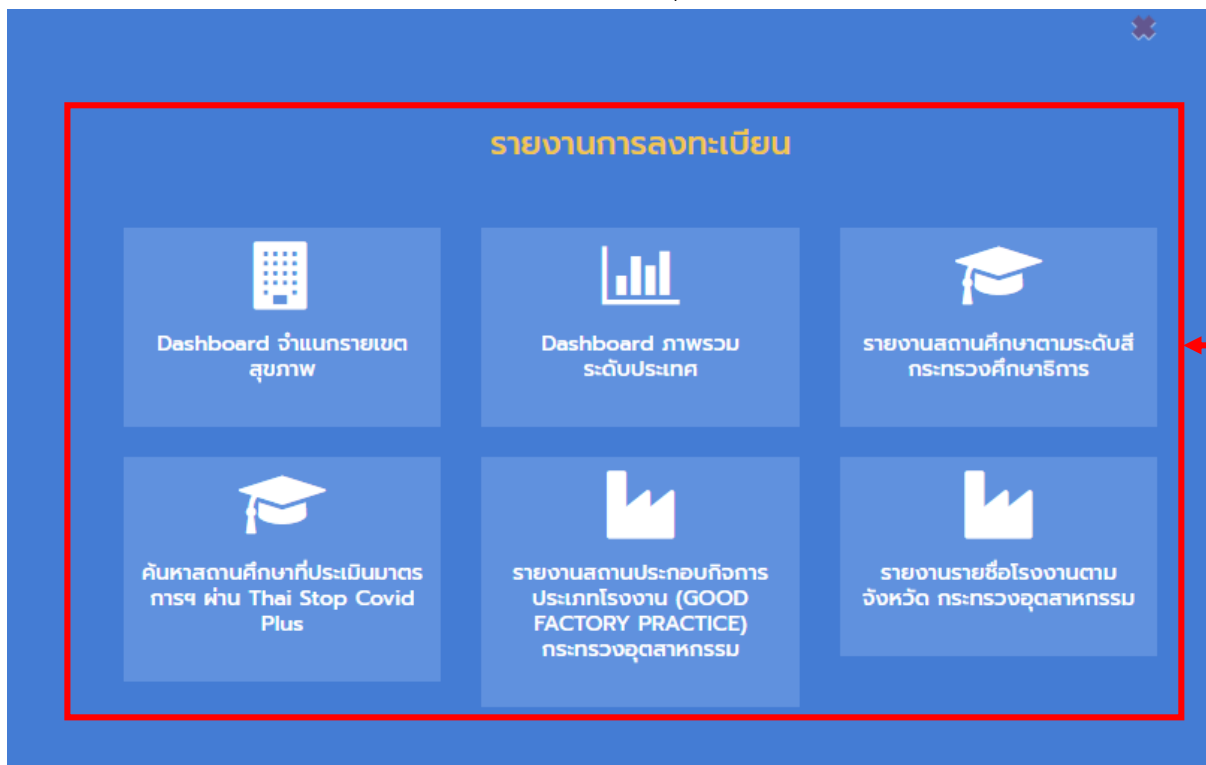 รายงานการลงทะเบียน
Dashboard จำแนกรายเขต
สุขภาพ
Dashboard ภาพรวม
ระดับประเทศ
รายงานสถานศึกษาตามระดับสี
กระทรวงศึกษาธิการ
ค้นหาสถานศึกษาที่ประเมินมาตร
การฯ ผ่าน Thai Stop Covid
Plus
รายงานสถานประกอบกิจการ
ประเภทโรงงาน (GOOD
FACTORY PRACTICE)
กระทรวงอุตสาหกรรม
รายงานรายชื่อโรงงานตาม
จังหวัด กระทรวงอุตสาหกรรม